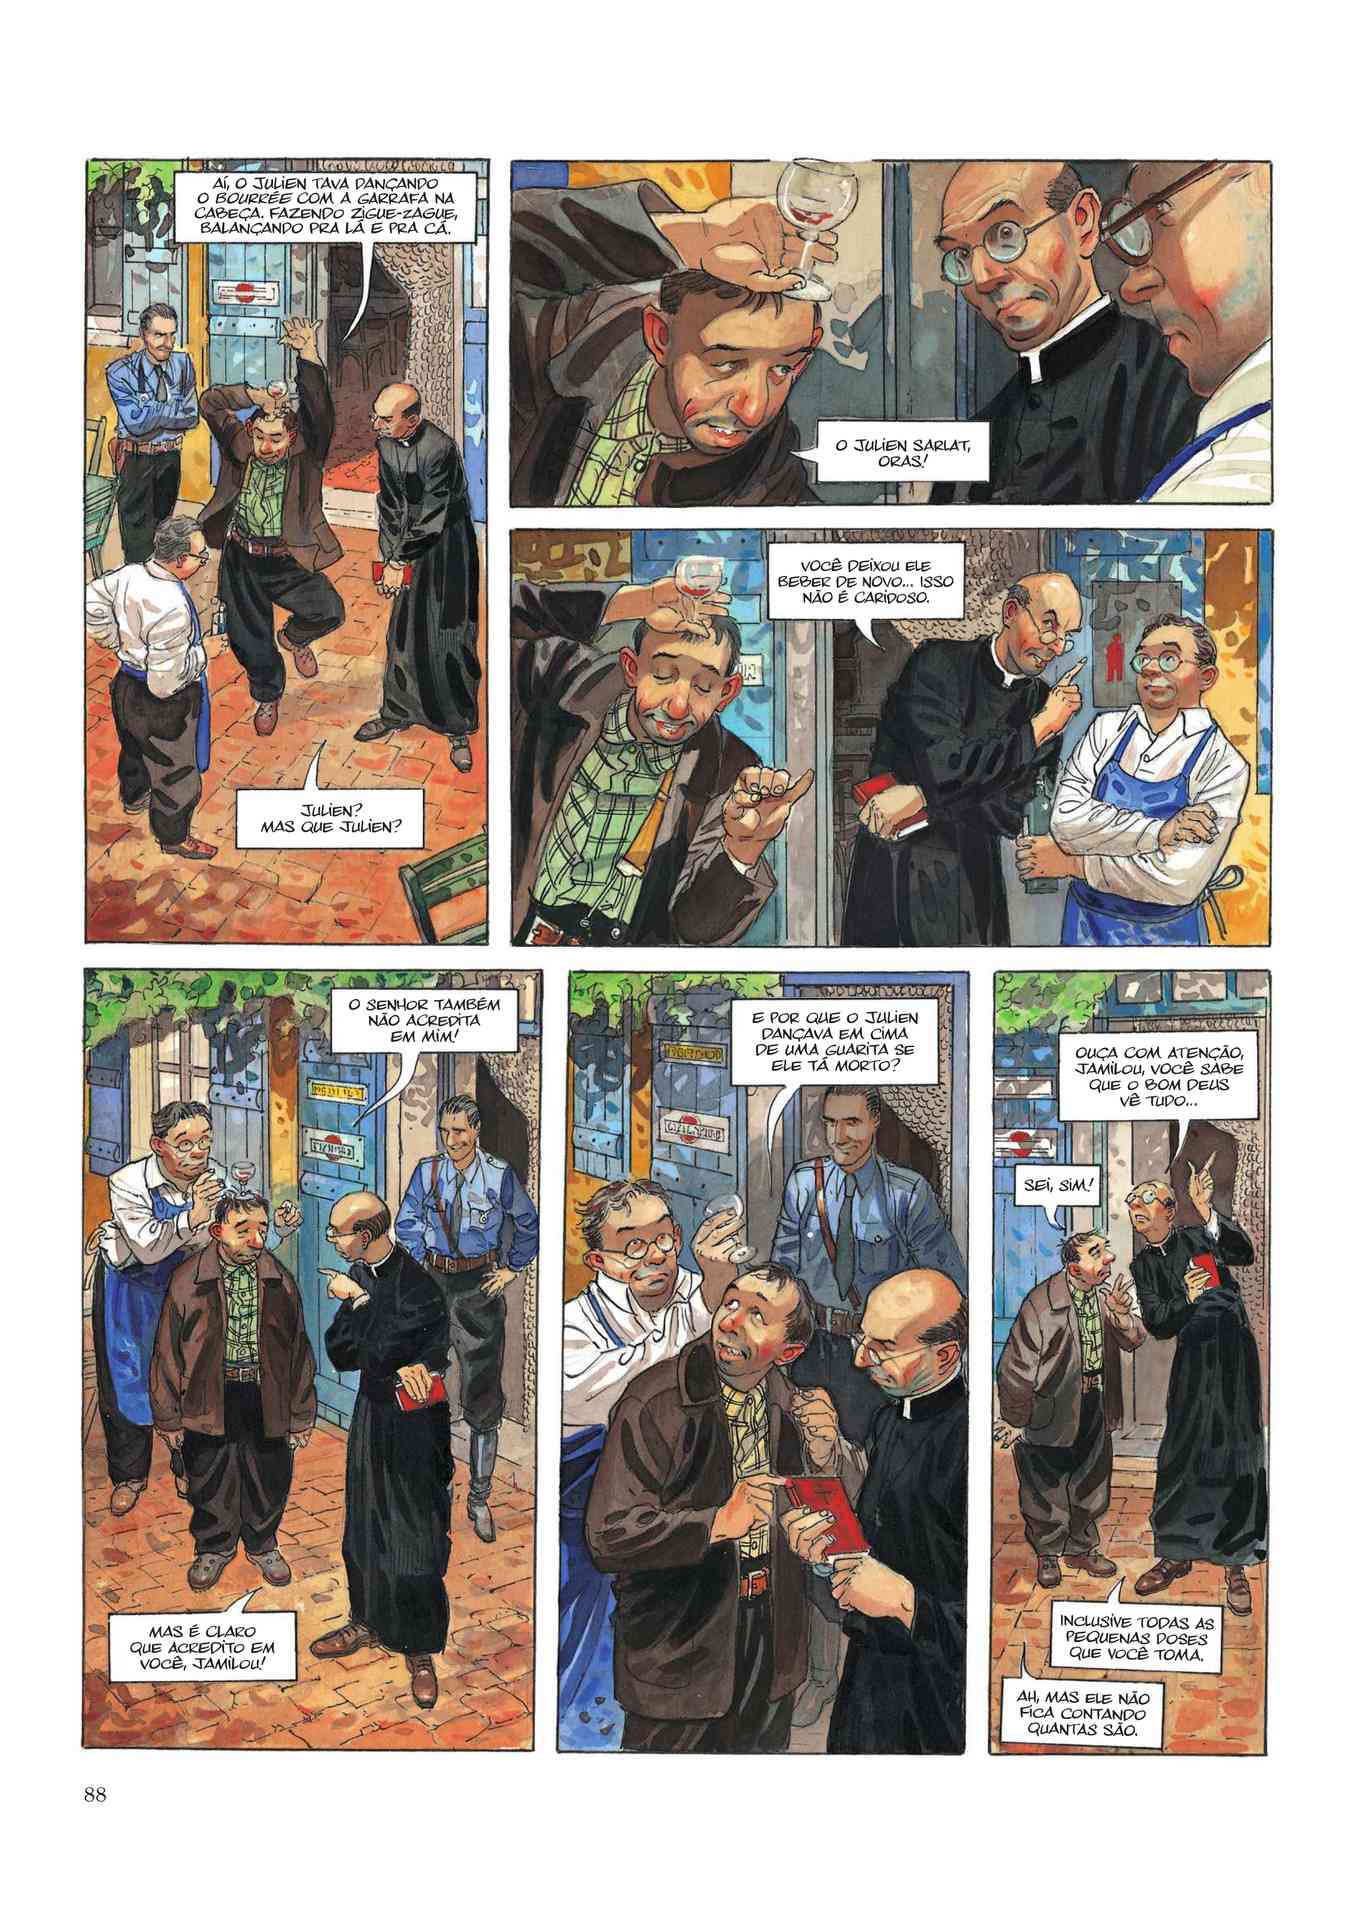 AÍ, O JULIEN TAVA DANÇANDO
O BOURRÉE COM A GARRAFA NA
CABEÇA. FAZENDO ZIGUE-ZAGUE,
BALANÇANDO PRA LÁ E PRA CÁ.
JULIEN?
MAS QUE JULIEN?
O JULIEN SARLAT,
ORAS!
VOCÊ DEIXOU ELE
BEBER DE NOVO... ISSO
NÃO É CARIDOSO.
O SENHOR TAMBÉM
NÃO ACREDITA
EM MIM!
MAS É CLARO
QUE ACREDITO EM
VOCÊ, JAMILOU!
E POR QUE O JULIEN
DANÇAVA EM CIMA
DE UMA GUARITA SE
ELE TÁ MORTO?
OUÇA COM ATENÇÃO,
JAMILOU, VOCÊ SABE
QUE O BOM DEUS
VÊ TUDO...
SEI, SIM!
INCLUSIVE TODAS AS
PEQUENAS DOSES
QUE VOCÊ TOMA.
AH, MAS ELE NÃO
FICA CONTANDO
QUANTAS SÃO.
88